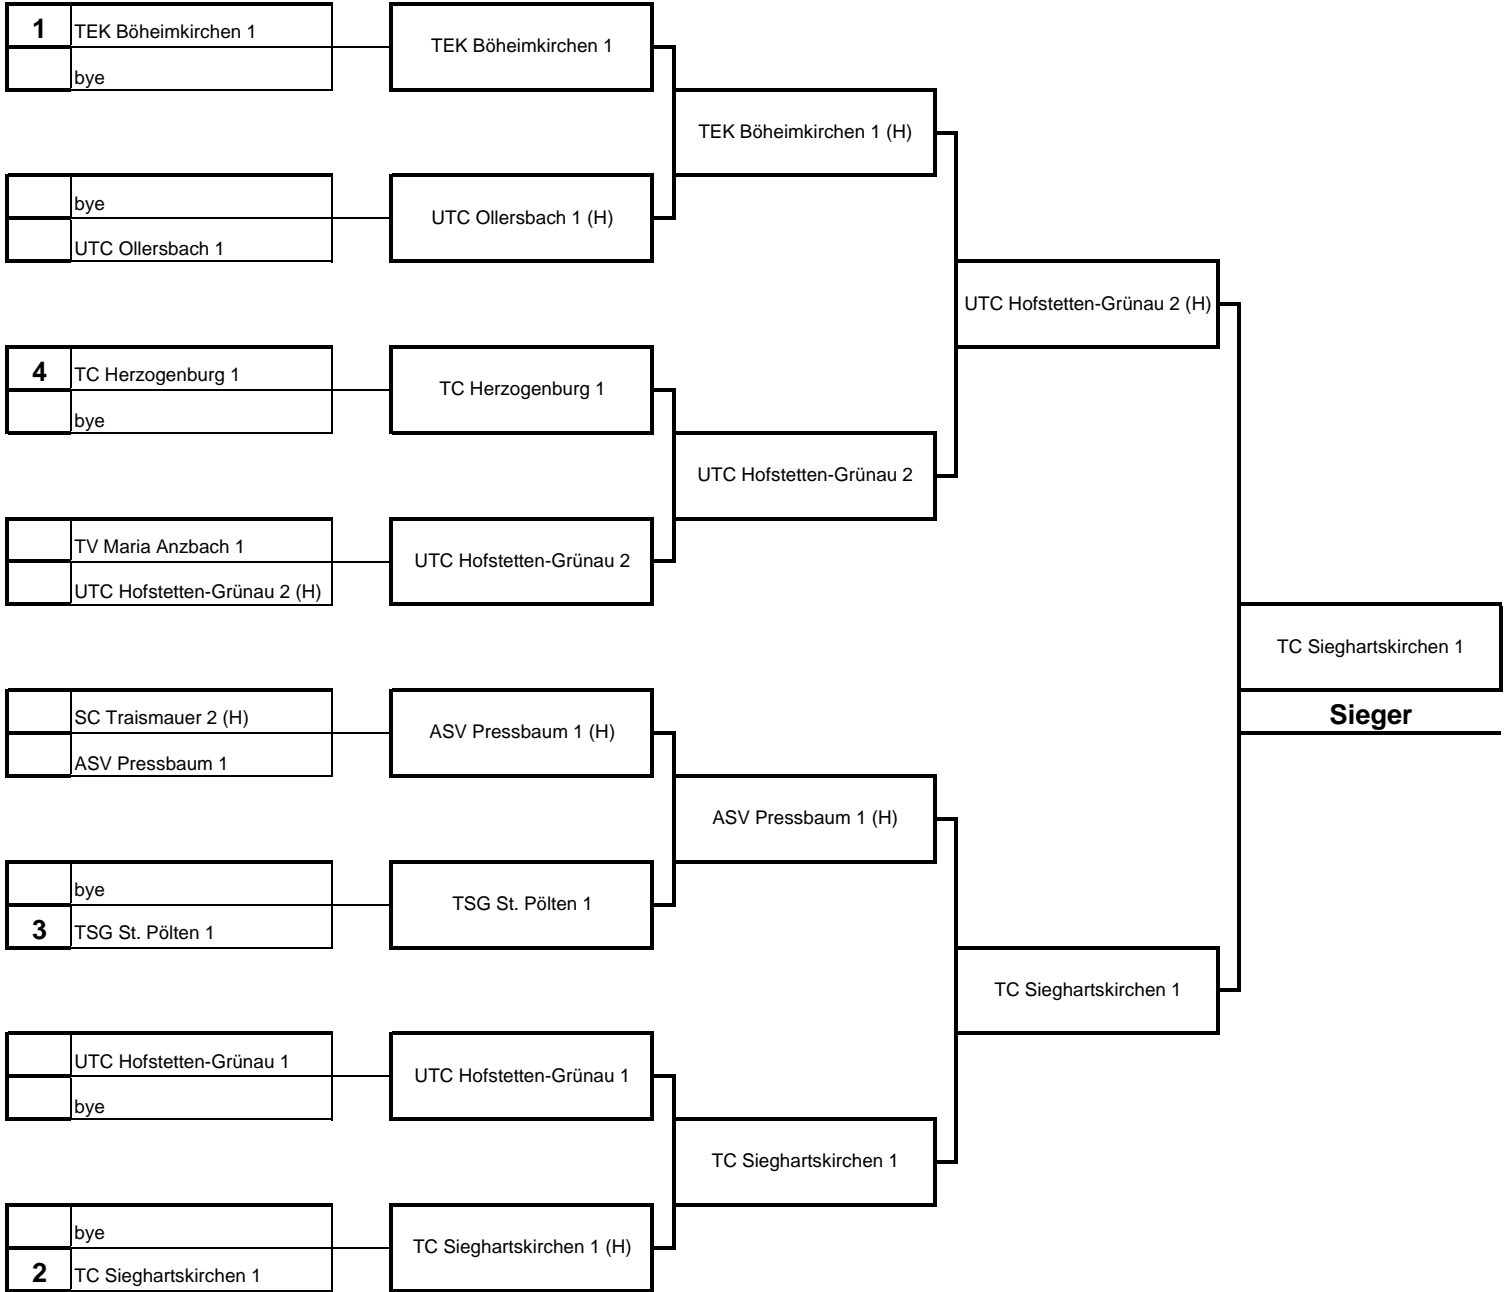 1 TEK Böheimkirchen 1
bye
bye
UTC Ollersbach 1
4 TC Herzogenburg 1
bye
TV Maria Anzbach 1
UTC Hofstetten-Grünau 2 (H)
SC Traismauer 2 (H)
ASV Pressbaum 1
bye
3 TSG St. Pölten 1
UTC Hofstetten-Grünau 1
bye
bye
2 TC Sieghartskirchen 1
TEK Böheimkirchen 1
UTC Ollersbach 1 (H)
TC Herzogenburg 1
UTC Hofstetten-Grünau 2
ASV Pressbaum 1 (H)
TSG St. Pölten 1
UTC Hofstetten-Grünau 1
TC Sieghartskirchen 1 (H)
TEK Böheimkirchen 1 (H)
UTC Hofstetten-Grünau 2
ASV Pressbaum 1 (H)
TC Sieghartskirchen 1
UTC Hofstetten-Grünau 2 (H)
TC Sieghartskirchen 1
TC Sieghartskirchen 1
Sieger